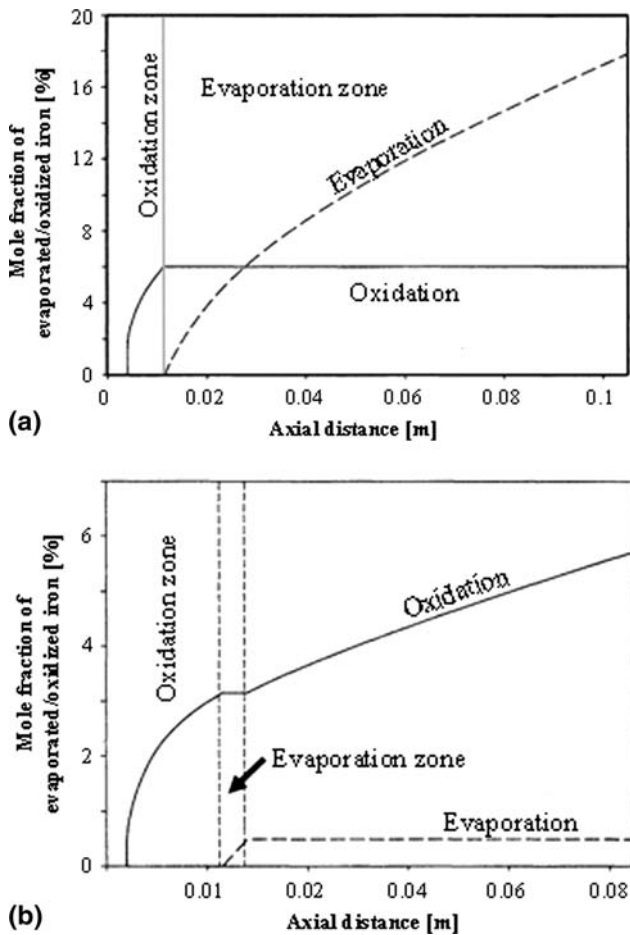 20
16
12
8
4
0
Mole fraction of
evaporated/oxidized iron [%]
Oxidation zone
Evaporation zone
Evaporation
Oxidation
0
0.02
0.04
0.06
0.08
0.1
Axial distance [m]
(a)
6
4
2
0
Mole fraction of
evaporated/oxidized iron [%]
Oxidation zone
Oxidation
Evaporation zone
Evaporation
0.01
0.02
0.04
0.06
0.08
Axial distance [m]
(b)